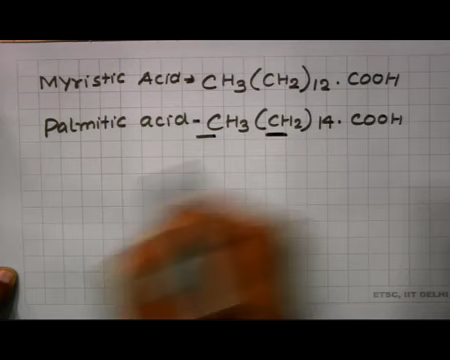 Myristic Acid → CH3(CH2)12.COOH
Palmitic acid - CH3(CH2)14.COOH
ETSC, IIT DELHI